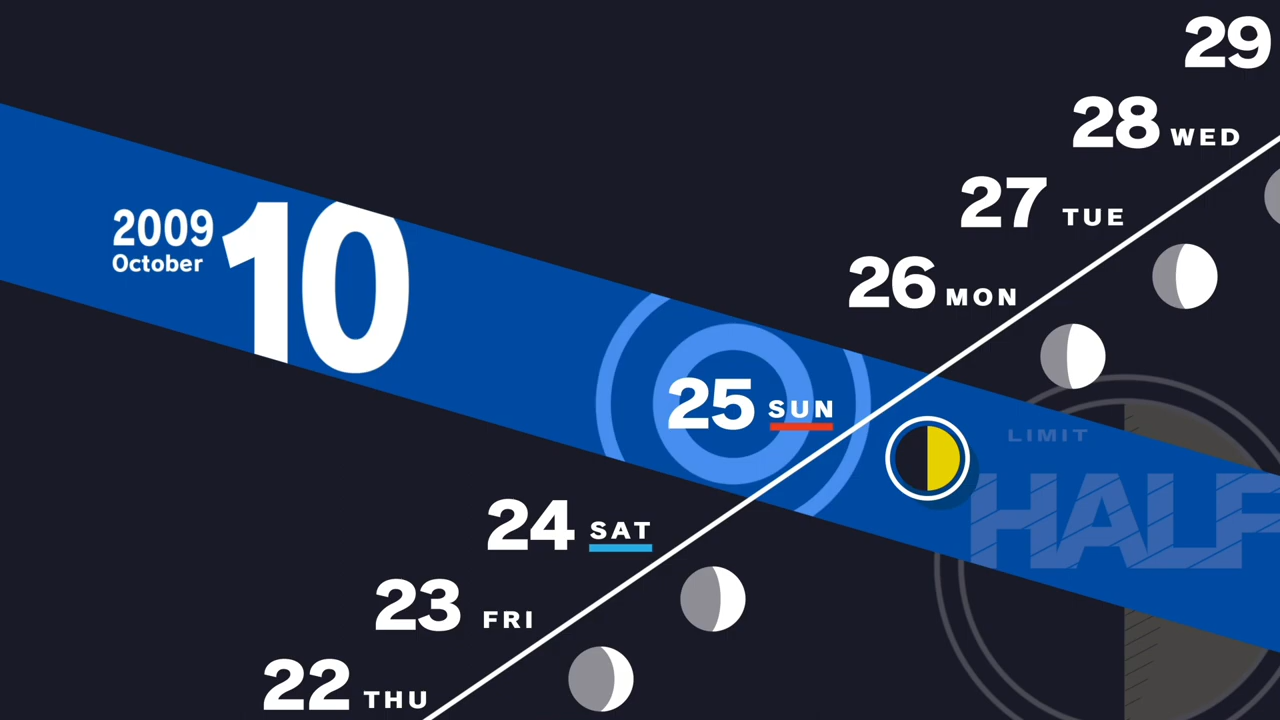 29
28 WED
27 TUE
2009
October
10
26 MON
25 SUN
LIMIT
HALF
24 SAT
23 FRI
22 THU